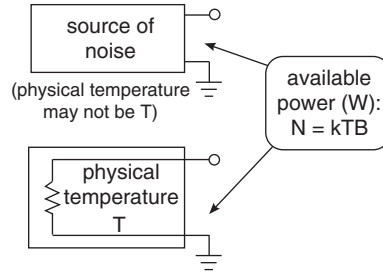 source of
noise
(physical temperature
may not be T)
available
power (W):
N = kTB
physical
temperature
T